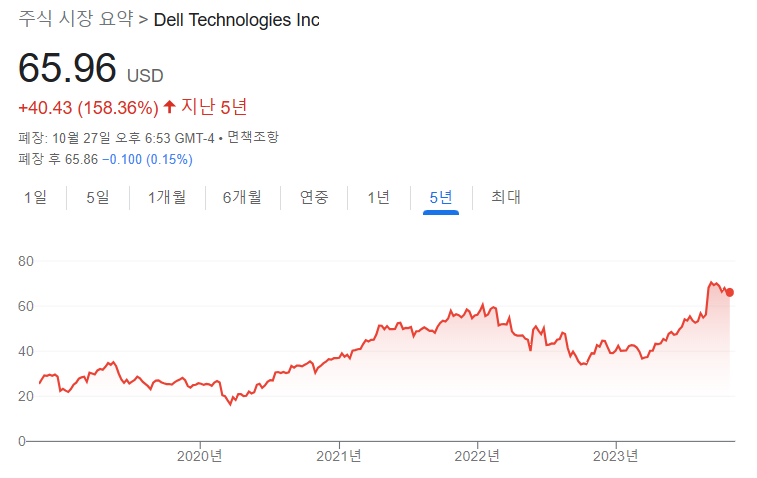 주식 시장 요약 > Dell Technologies Inc
65.96 USD
+40.43 (158.36%) ↑ 지난 5년
폐장: 10월 27일 오후 6:53 GMT-4 • 면책조항
폐장 후 65.86 −0.100 (0.15%)
1일 5일 1개월 6개월 연중 1년 5년 최대
80
60
40
20
0
2020년 2021년 2022년 2023년